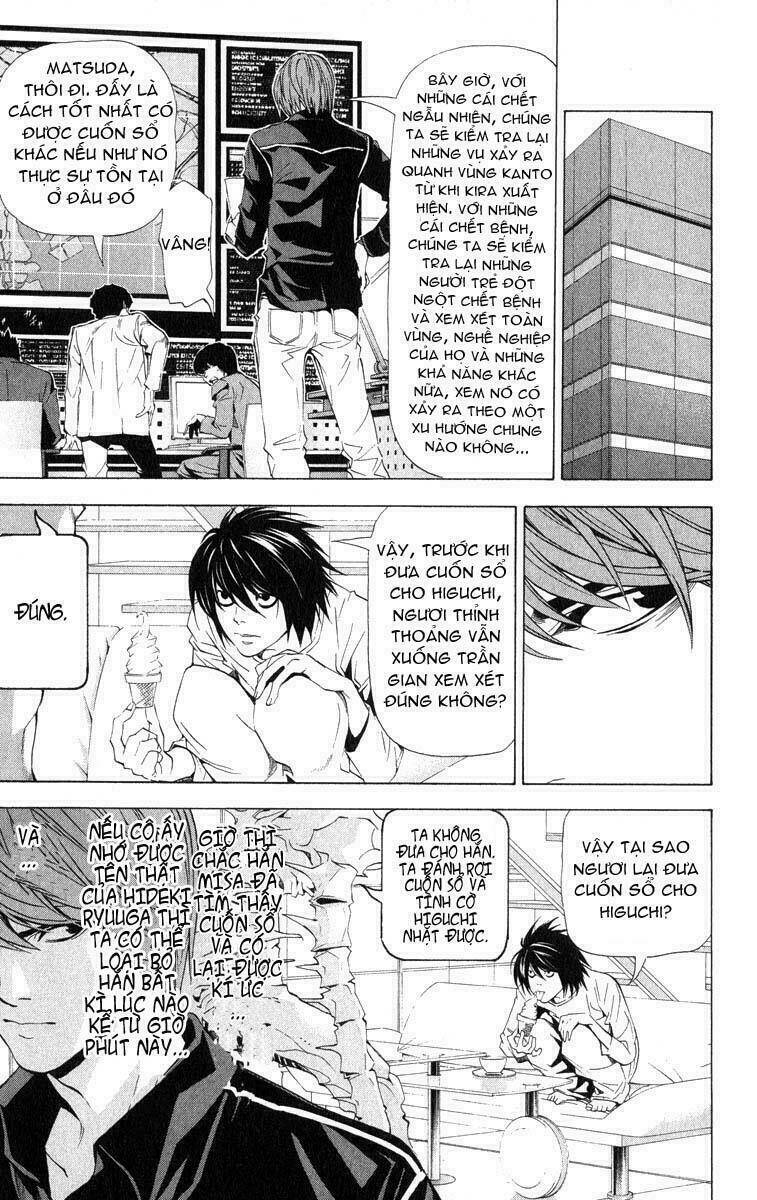 BÂY GIỜ, VỚI
NHỮNG CÁI CHẾT
NGẪU NHIÊN, CHÚNG
TA SẼ KIỂM TRA LẠI
NHỮNG VỤ XẢY RA
QUANH VÙNG KANTO
TỪ KHI KIRA XUẤT
HIỆN. VỚI NHỮNG
CÁI CHẾT BỆNH,
CHÚNG TA SẼ KIỂM
TRA LẠI NHỮNG
NGƯỜI TRẺ ĐỘT
NGỘT CHẾT BỆNH
VÀ XEM XÉT TOÀN
VÙNG, NGHỀ NGHIỆP
CỦA HỌ VÀ NHỮNG
KHẢ NĂNG KHÁC
NỮA, XEM NÓ CÓ
XẢY RA THEO MỘT
XU HƯỚNG CHUNG
NÀO KHÔNG...
MATSUDA,
THÔI ĐI. ĐẤY LÀ
CÁCH TỐT NHẤT CÓ
ĐƯỢC CUỐN SỔ
KHÁC NẾU NHƯ NÓ
THỰC SỰ TỒN TẠI
Ở ĐÂU ĐÓ
VÂNG!
VẬY, TRƯỚC KHI
ĐƯA CUỐN SỔ
CHO HIGUCHI,
NGƯƠI THỈNH
THOẢNG VẪN
XUỐNG TRẦN
GIAN XEM XÉT
ĐÚNG KHÔNG?
ĐÚNG.
VẬY TẠI SAO
NGƯƠI LẠI ĐƯA
CUỐN SỔ CHO
HIGUCHI?
TA KHÔNG
ĐƯA CHO HẮN.
TA ĐÁNH RƠI
CUỐN SỔ VÀ
TÌNH CỜ
HIGUCHI
NHẶT ĐƯỢC.
GIỜ THÌ
CHẮC HẲN
MISA ĐÃ
TÌM THẤY
CUỐN SỔ
VÀ CÓ
LẠI ĐƯỢC
KÍ ỨC
...
NẾU CÔ ẤY
NHỚ ĐƯỢC
TÊN THẬT
CỦA HIDEKI
RYUUGA THÌ
TA CÓ THỂ
LOẠI BỎ
HẮN BẤT
KÌ LÚC NÀO
KỂ TỪ GIỜ
PHÚT NÀY...
VÀ
...